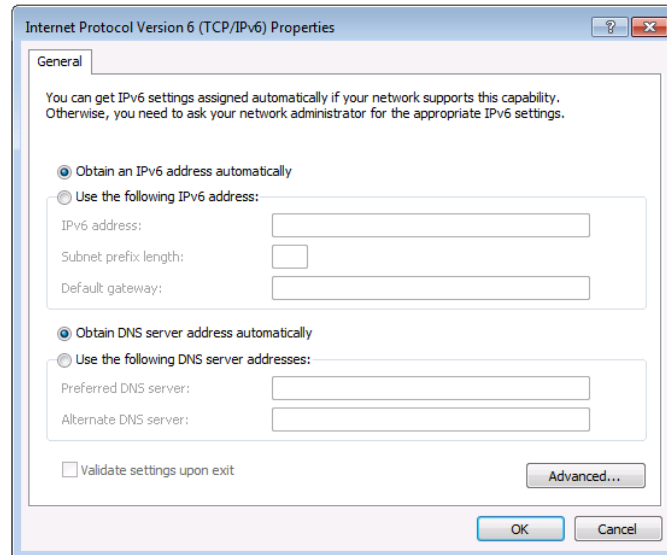 Internet Protocol Version 6 (TCP/IPv6) Properties
General
You can get IPv6 settings assigned automatically if your network supports this capability.
Otherwise, you need to ask your network administrator for the appropriate IPv6 settings.
Obtain an IPv6 address automatically
Use the following IPv6 address:
IPv6 address:
Subnet prefix length:
Default gateway:
Obtain DNS server address automatically
Use the following DNS server addresses:
Preferred DNS server:
Alternate DNS server:
Validate settings upon exit
Advanced...
OK
Cancel